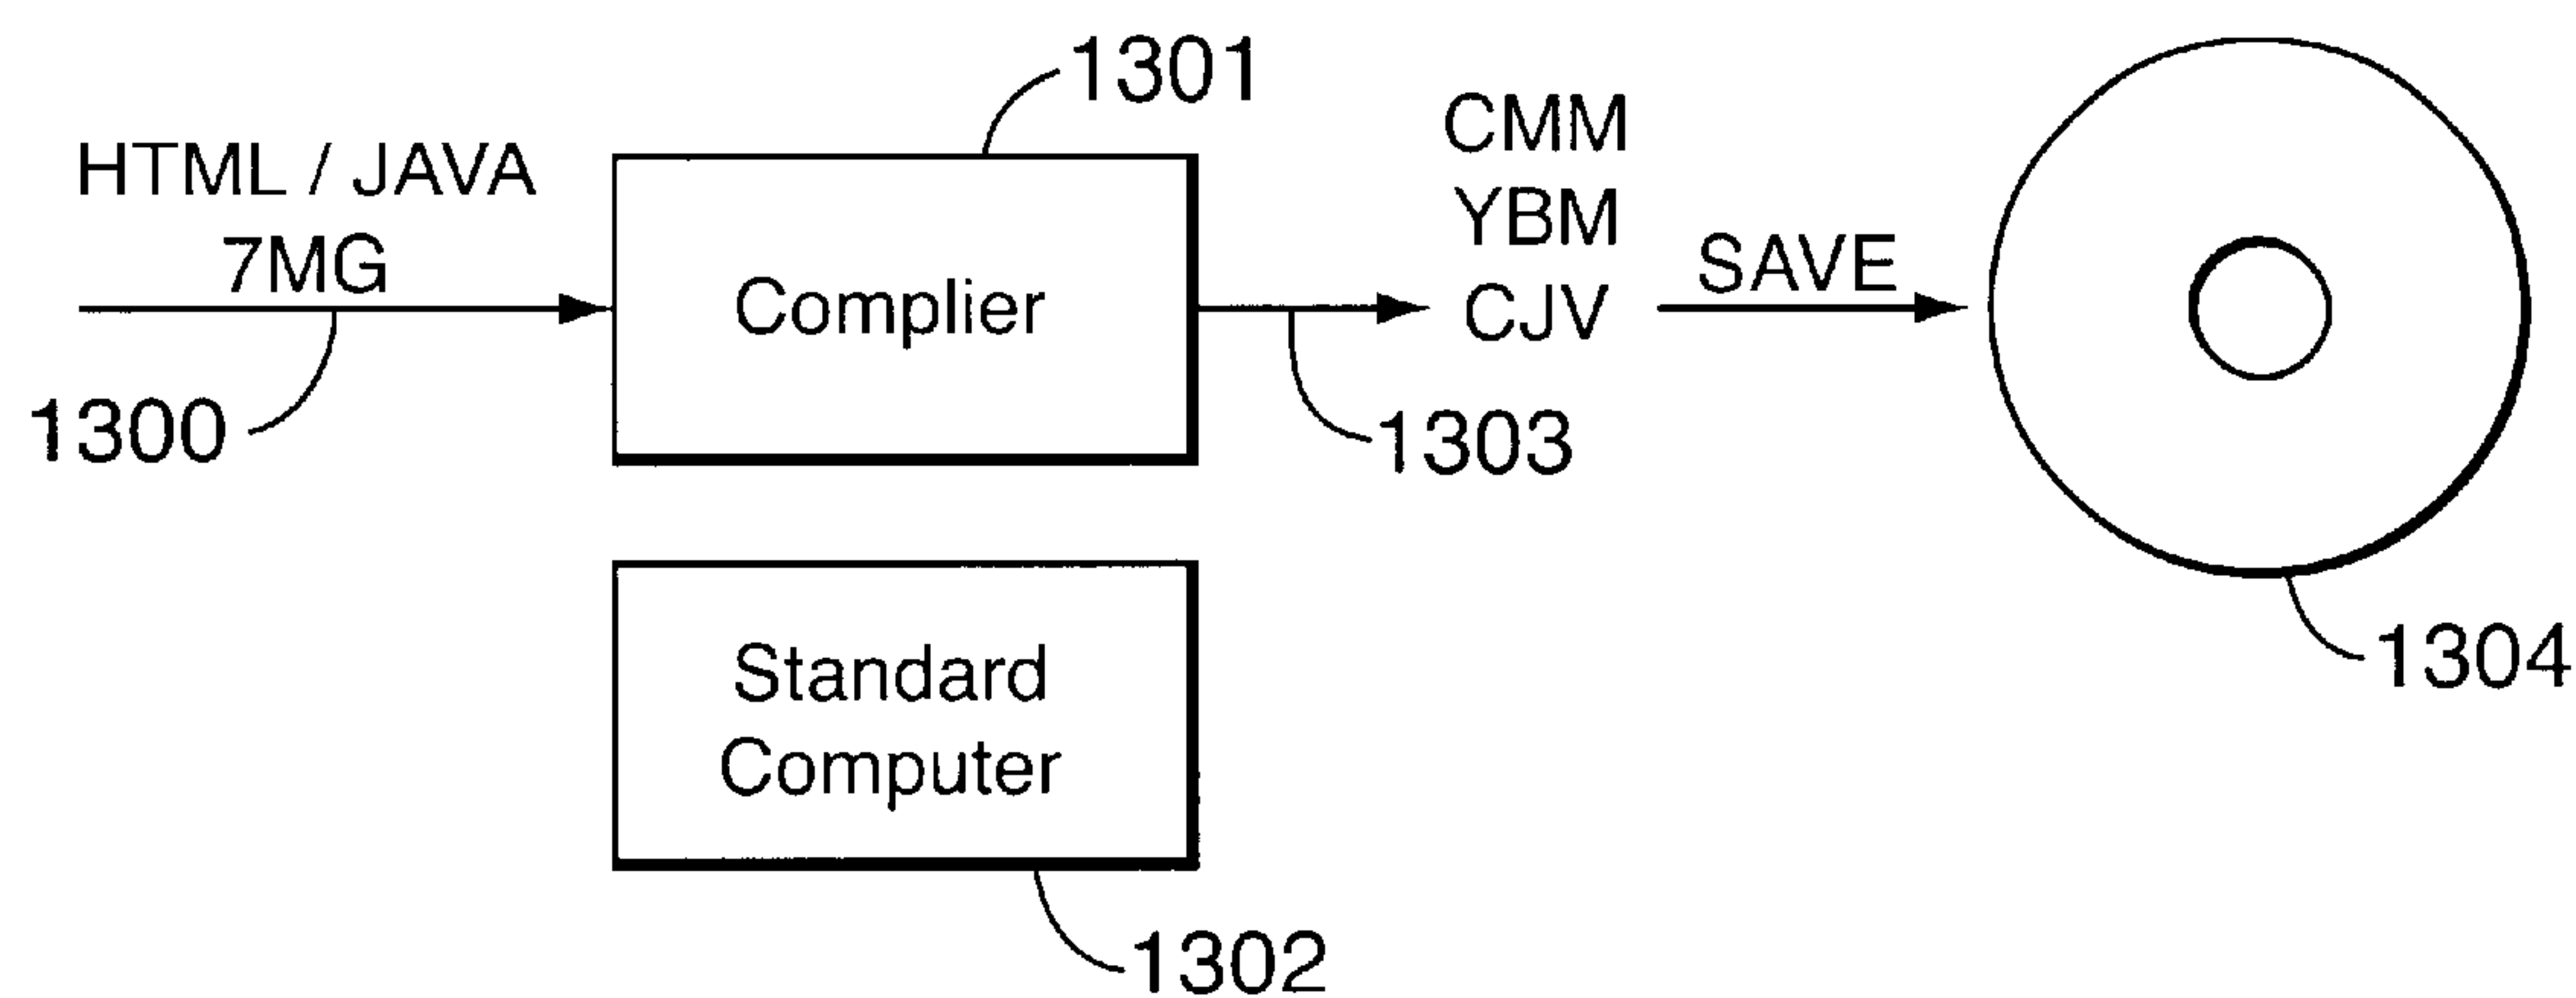 1301
HTML / JAVA
7MG
1300
Complier
CMM
YBM
CJV
1303
SAVE
1304
Standard
Computer
1302